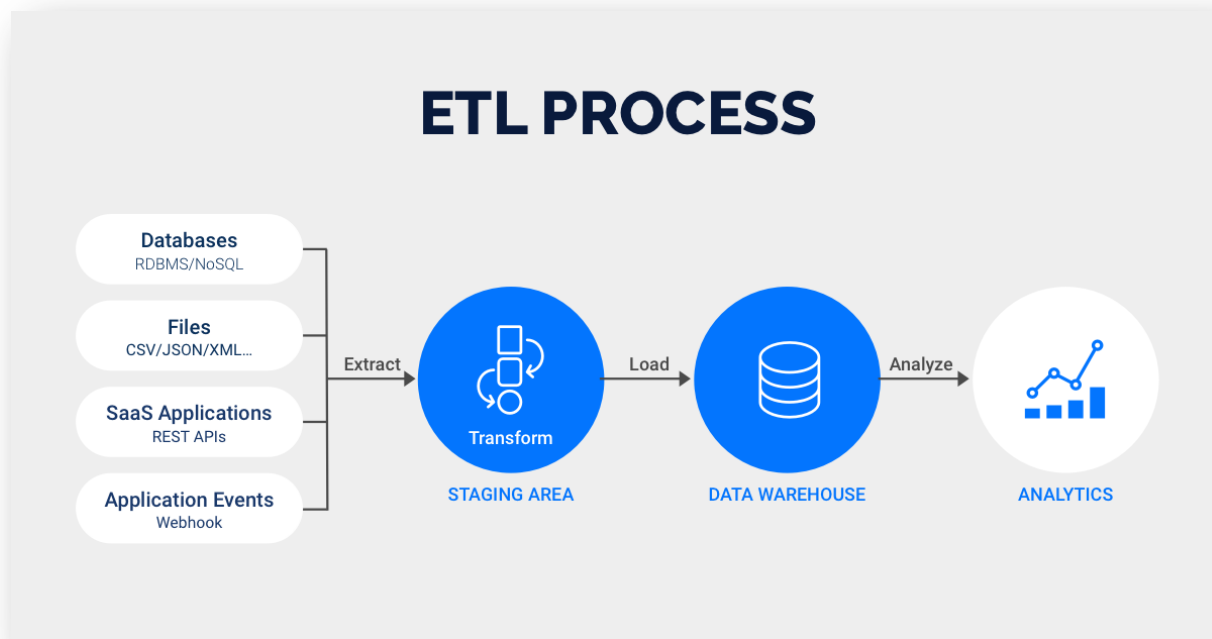 ETL PROCESS
Databases
RDBMS/NoSQL
Files
CSV/JSON/XML...
SaaS Applications
REST APIs
Application Events
Webhook
Extract
Transform
STAGING AREA
Load
DATA WAREHOUSE
Analyze
ANALYTICS